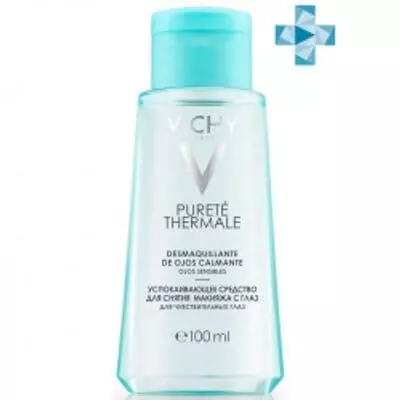 VICHY
PURETÉ
THERMALE
DESMAQUILLANTE
DE OJOS CALMANTE
OJOS SENSIBLES
УСПОКАИВАЮЩЕЕ СРЕДСТВО
ДЛЯ СНЯТИЯ МАКИЯЖА С ГЛАЗ
ДЛЯ ЧУВСТВИТЕЛЬНЫХ ГЛАЗ
e 100 ml